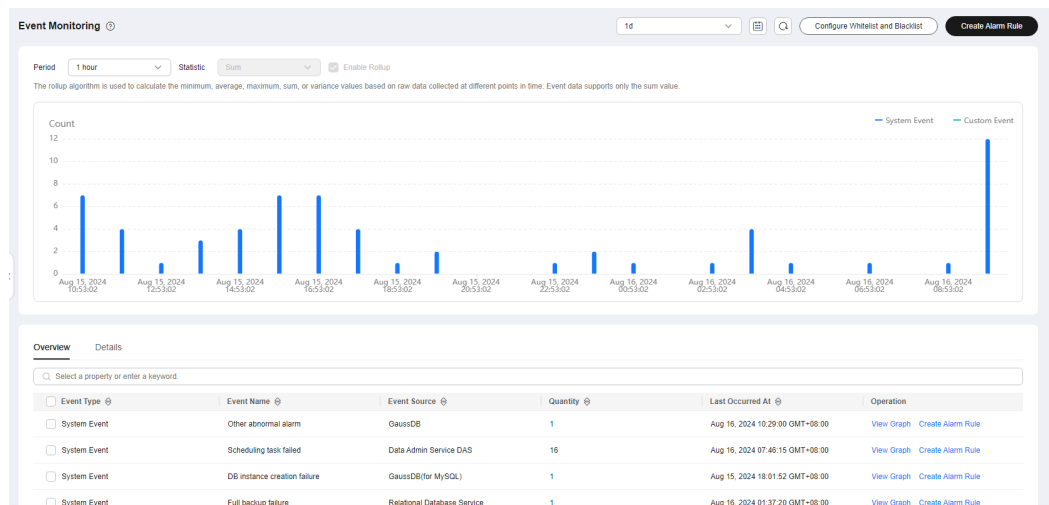 Event Monitoring
1d
Configure Whitelist and Blacklist
Create Alarm Rule
Period 1 hour Statistic Sum Enable Rollup
The rollup algorithm is used to calculate the minimum, average, maximum, sum, or variance values based on raw data collected at different points in time. Event data supports only the sum value.
Count
System Event Custom Event
12
10
8
6
4
2
0
Aug 15, 2024 Aug 15, 2024 Aug 15, 2024 Aug 15, 2024 Aug 15, 2024 Aug 15, 2024 Aug 15, 2024 Aug 16, 2024 Aug 16, 2024 Aug 16, 2024 Aug 16, 2024 Aug 16, 2024
10:53:02 12:53:02 14:53:02 16:53:02 18:53:02 20:53:02 22:53:02 00:53:02 02:53:02 04:53:02 06:53:02 08:53:02
Overview Details
Select a property or enter a keyword.
Event Type Event Name Event Source Quantity Last Occurred At Operation
System Event Other abnormal alarm GaussDB 1 Aug 16, 2024 10:29:00 GMT+08:00 View Graph Create Alarm Rule
System Event Scheduling task failed Data Admin Service DAS 16 Aug 16, 2024 07:46:15 GMT+08:00 View Graph Create Alarm Rule
System Event DB instance creation failure GaussDB(for MySQL) 1 Aug 15, 2024 18:01:52 GMT+08:00 View Graph Create Alarm Rule
System Event Full backup failure Relational Database Service 1 Aug 16, 2024 01:37:20 GMT+08:00 View Graph Create Alarm Rule